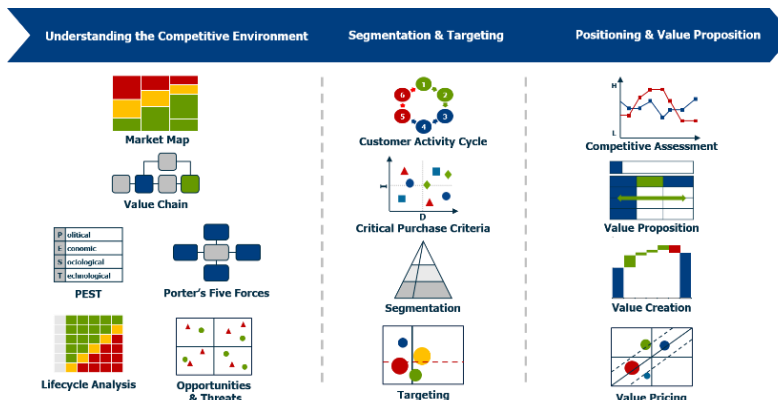 Understanding the Competitive Environment
Segmentation & Targeting
Positioning & Value Proposition
Market Map
Value Chain
P olitical
E conomic
S ociological
T echnological
PEST
Porter's Five Forces
Lifecycle Analysis
Opportunities
& Threats
1
2
3
4
5
6
Customer Activity Cycle
I
D
Critical Purchase Criteria
Segmentation
Targeting
H
L
Competitive Assessment
Value Proposition
Value Creation
Value Pricing